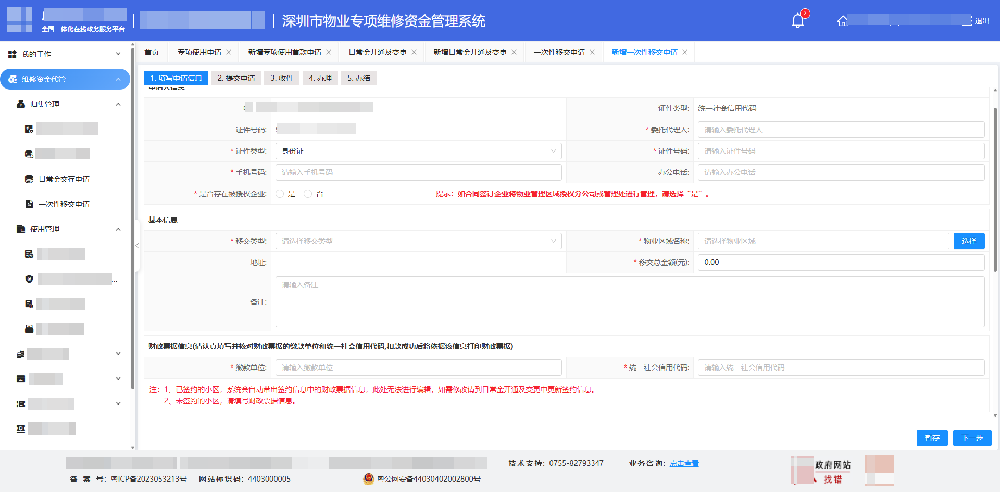 全国一体化在线政务服务平台
深圳市物业专项维修资金管理系统
2
退出
我的工作
维修资金代管
归集管理
日常金交存申请
一次性移交申请
使用管理
...
首页
专项使用申请
新增专项使用首款申请
日常金开通及变更
新增日常金开通及变更
一次性移交申请
新增一次性移交申请
1. 填写申请信息
2. 提交申请
3. 收件
4. 办理
5. 办结
申请人信息
证件类型: 统一社会信用代码
证件号码:
* 委托代理人: 请输入委托代理人
* 证件类型: 身份证
* 证件号码: 请输入证件号码
* 手机号码: 请输入手机号码
办公电话: 请输入办公电话
* 是否存在被授权企业: 是 否
提示：如合同签订企业将物业管理区域授权分公司或管理处进行管理，请选择“是”。
基本信息
* 移交类型: 请选择移交类型
* 物业区域名称: 请选择物业区域 选择
地址:
* 移交总金额(元): 0.00
备注: 请输入备注
财政票据信息(请认真填写并核对财政票据的缴款单位和统一社会信用代码,扣款成功后将依据该信息打印财政票据)
* 缴款单位: 请输入缴款单位
* 统一社会信用代码: 请输入统一社会信用代码
注：1、已签约的小区，系统会自动带出签约信息中的财政票据信息，此处无法进行编辑，如需修改请到日常金开通及变更中更新签约信息。
2、未签约的小区，请填写财政票据信息。
暂存
下一步
技术支持：0755-82793347
业务咨询：点击查看
备 案 号：粤ICP备2023053213号
网站标识码：4403000005
粤公网安备44030402002800号
政府网站
找错